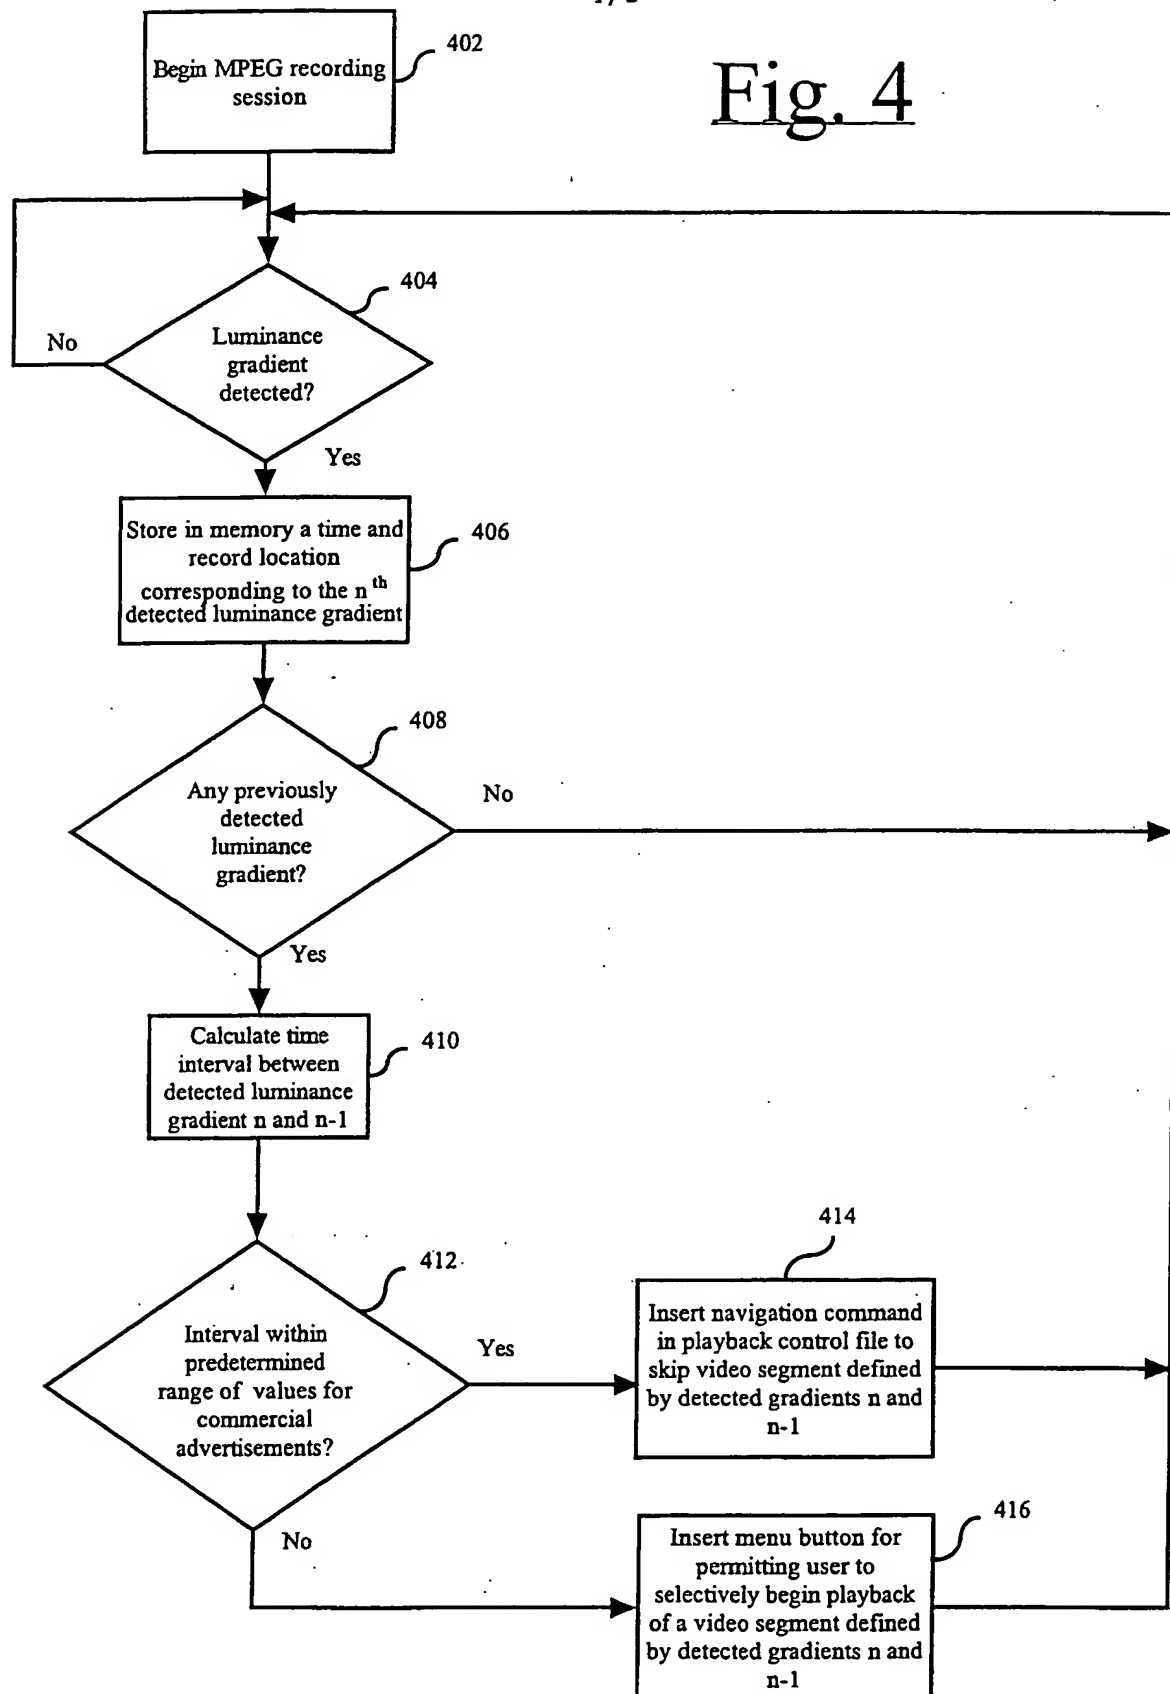 Begin MPEG recording
session
402
Fig. 4
404
Luminance
gradient
detected?
No
Yes
Store in memory a time and
record location
corresponding to the n th
detected luminance gradient
406
408
Any previously
detected
luminance
gradient?
No
Yes
Calculate time
interval between
detected luminance
gradient n and n-1
410
412
Interval within
predetermined
range of values for
commercial
advertisements?
Yes
No
414
Insert navigation command
in playback control file to
skip video segment defined
by detected gradients n and
n-1
416
Insert menu button for
permitting user to
selectively begin playback
of a video segment defined
by detected gradients n and
n-1